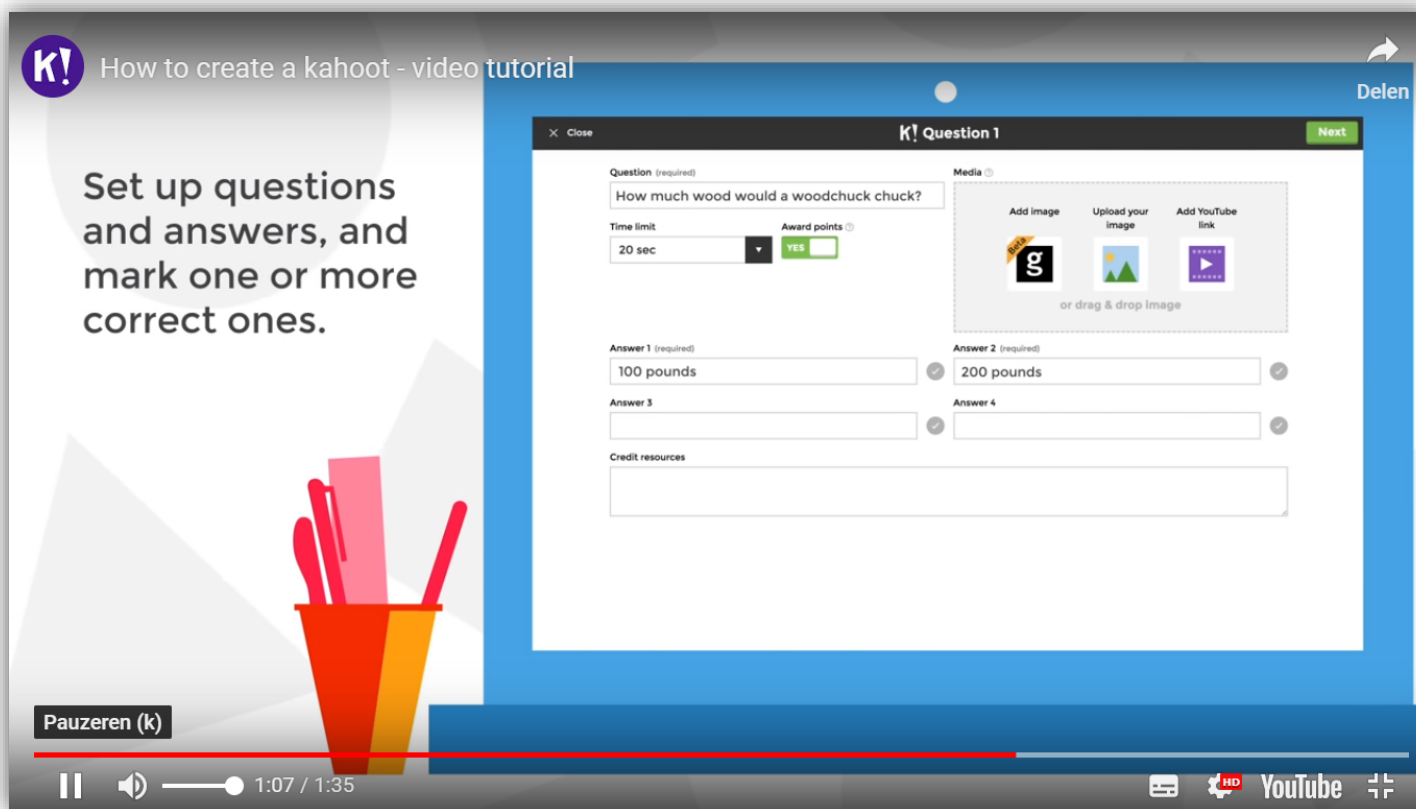 K! How to create a kahoot - video tutorial
Delen
Set up questions
and answers, and
mark one or more
correct ones.
Close K! Question 1 Next
Question (required)
How much wood would a woodchuck chuck?
Time limit Award points ?
20 sec YES
Media ?
Add image
Upload your
image
Add YouTube
link
Beta
g
or drag & drop image
Answer 1 (required)
100 pounds
Answer 2 (required)
200 pounds
Answer 3
Answer 4
Credit resources
Pauzeren (k)
1:07 / 1:35
HD YouTube